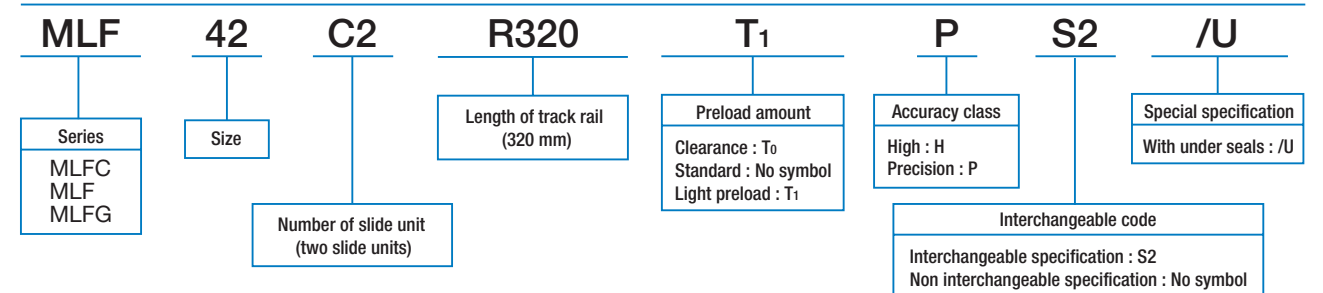 MLF 42 C2 R320 T1 P S2 /U
Series
MLFC
MLF
MLFG
Size
Number of slide unit
(two slide units)
Length of track rail
(320 mm)
Preload amount
Clearance : T0
Standard : No symbol
Light preload : T1
Accuracy class
High : H
Precision : P
Interchangeable code
Interchangeable specification : S2
Non interchangeable specification : No symbol
Special specification
With under seals : /U